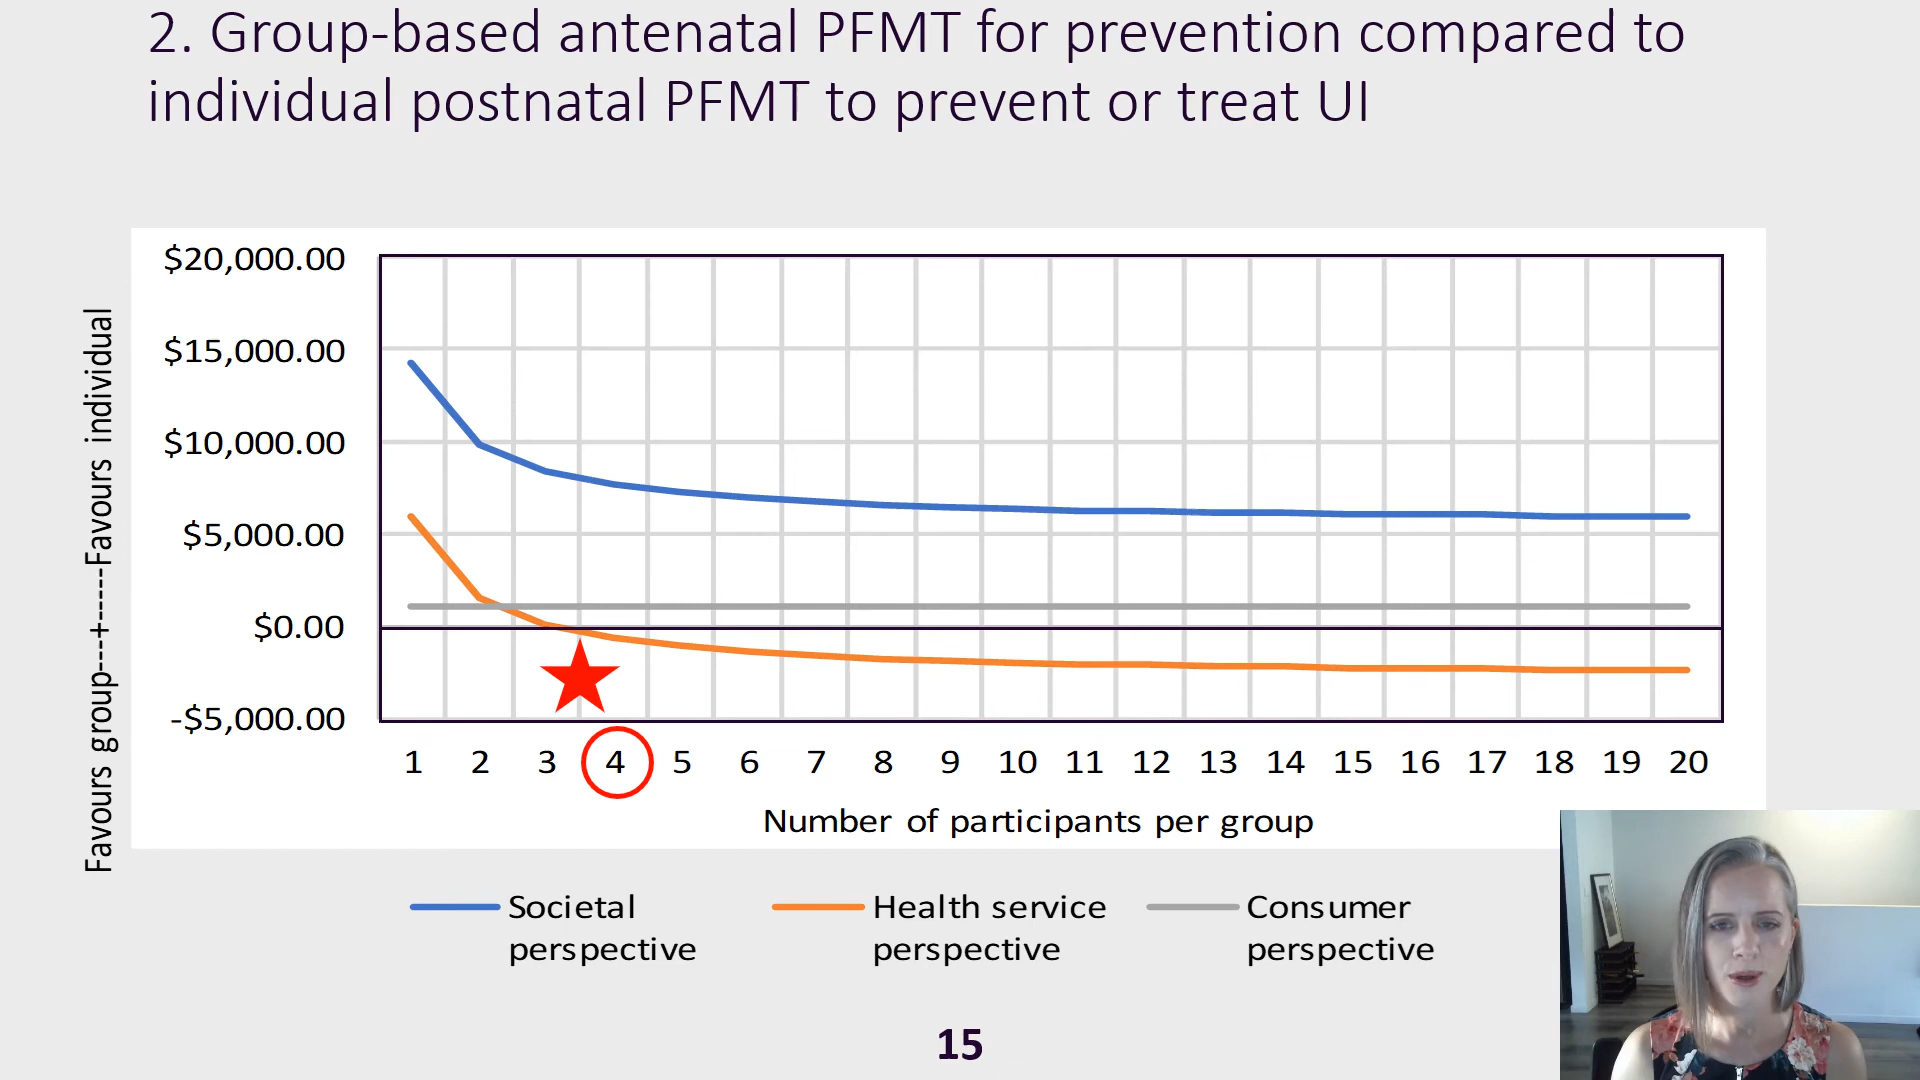 2. Group-based antenatal PFMT for prevention compared to
individual postnatal PFMT to prevent or treat UI
Favours group---+-----Favours individual
$20,000.00
$15,000.00
$10,000.00
$5,000.00
$0.00
-$5,000.00
1 2 3 4 5 6 7 8 9 10 11 12 13 14 15 16 17 18 19 20
Number of participants per group
Societal perspective
Health service perspective
Consumer perspective
15